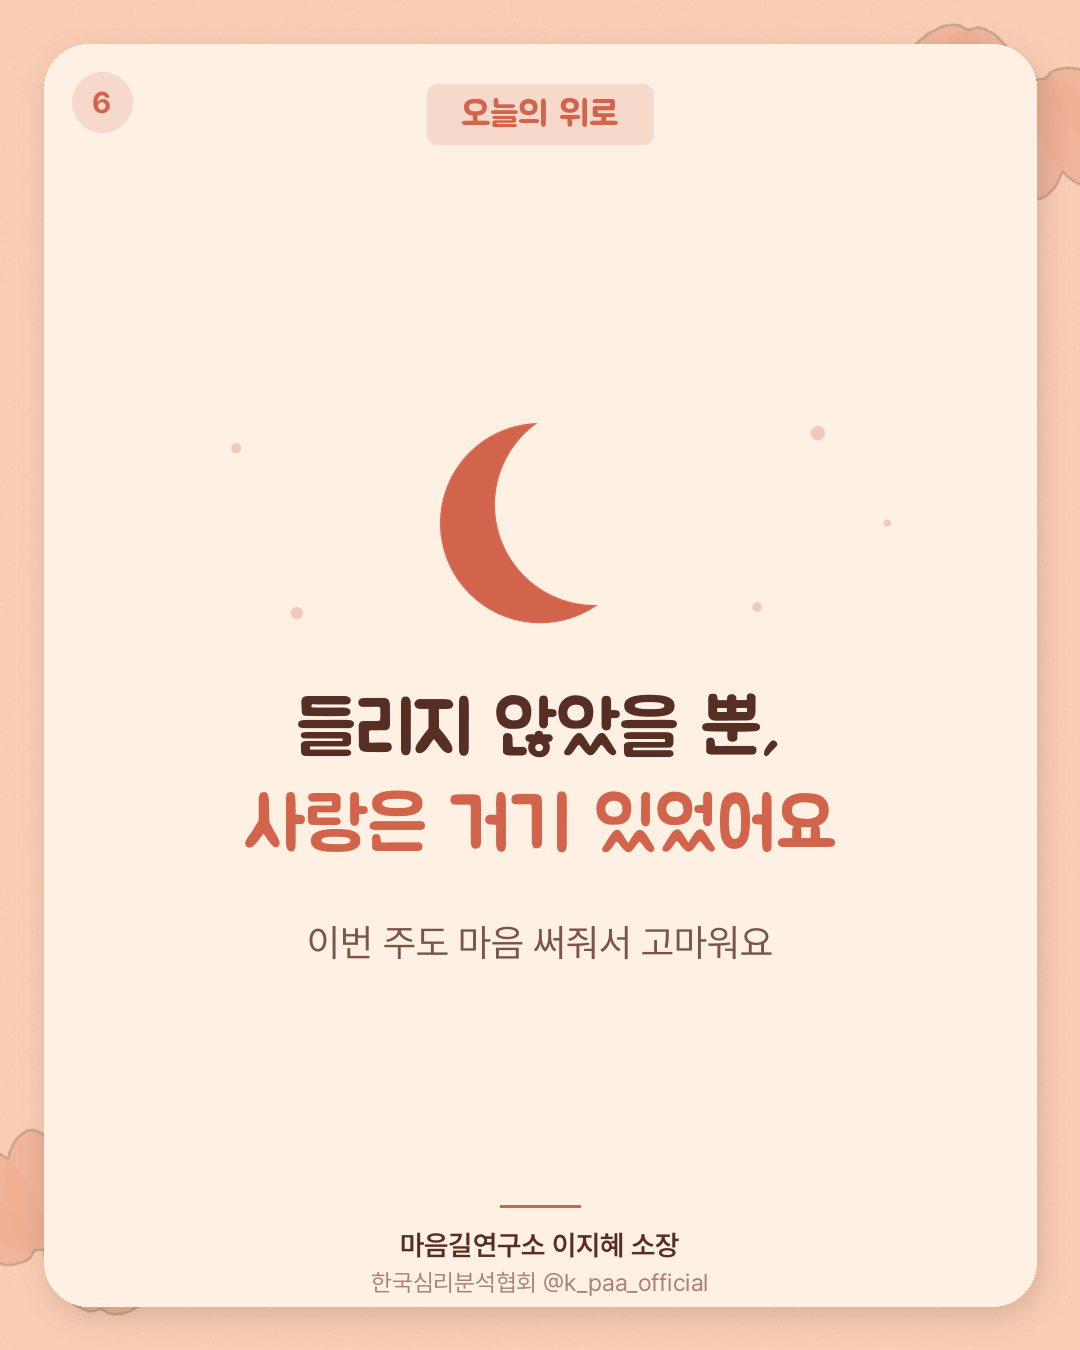 6
오늘의 위로
들리지 않았을 뿐,
사랑은 거기 있었어요
이번 주도 마음 써줘서 고마워요
마음길연구소 이지혜 소장
한국심리분석협회 @k_paa_official